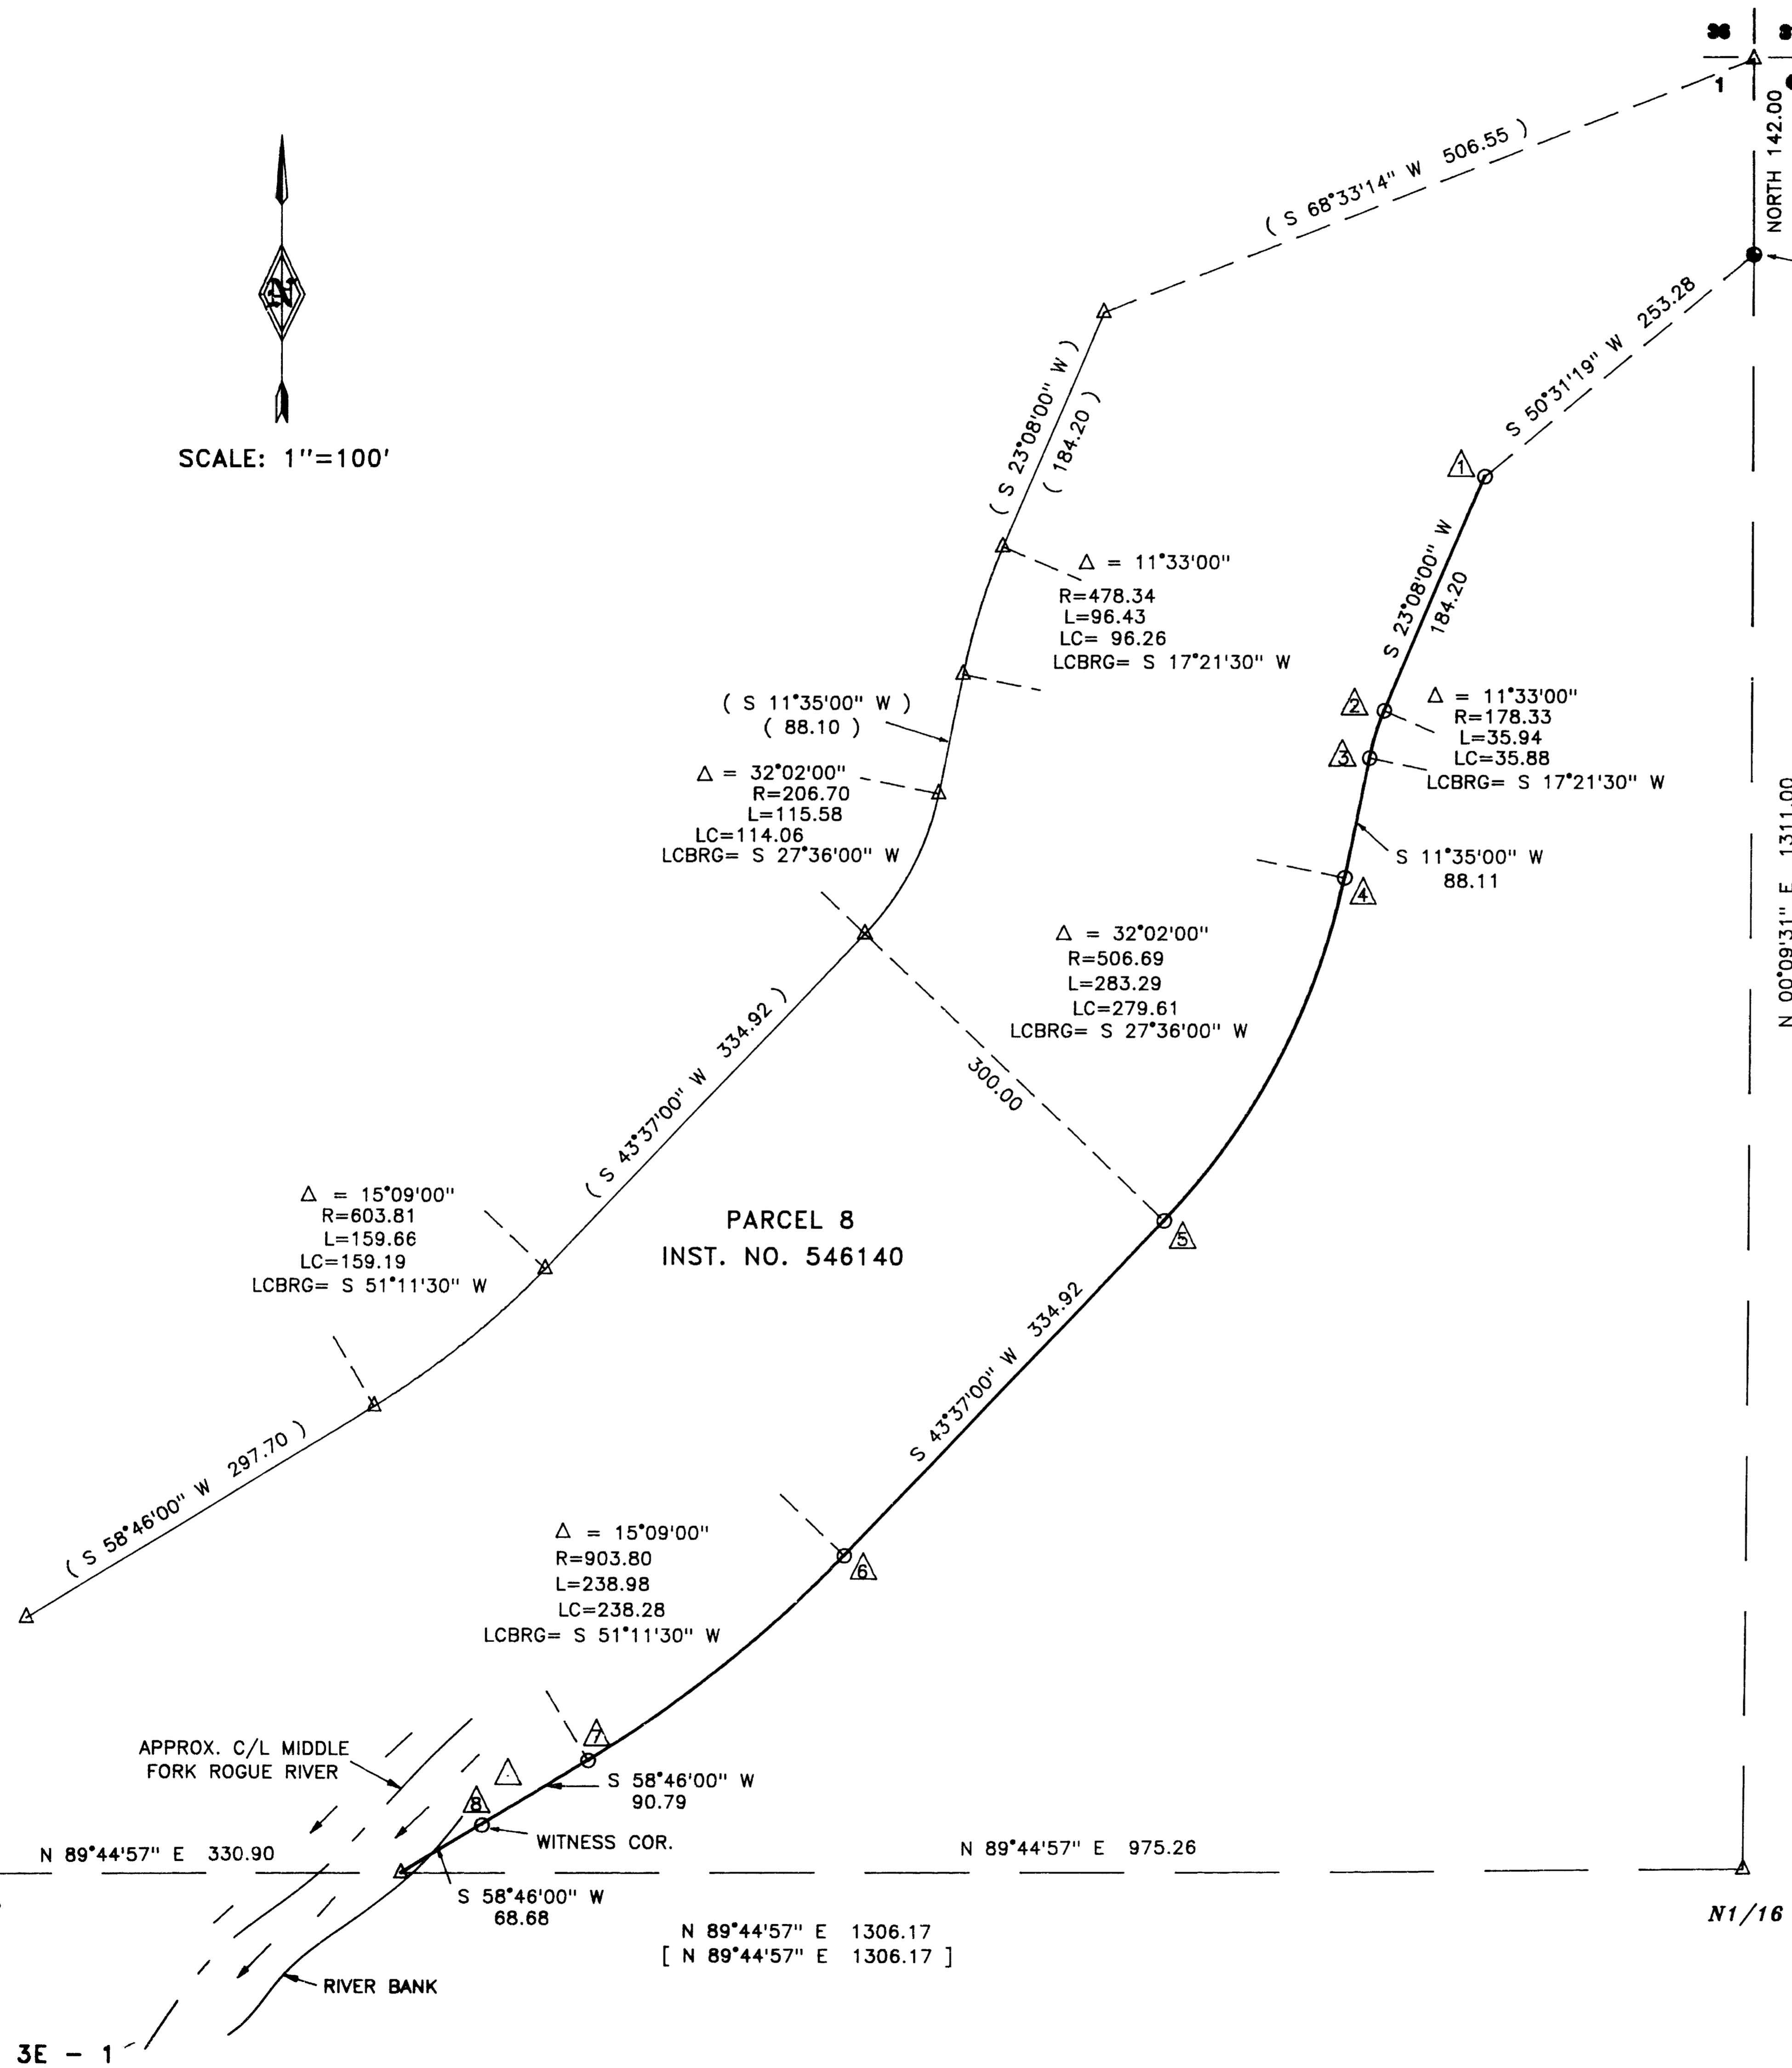 36
1
NORTH 142.00
( S 68°33'14" W 506.55 )
S 50°31'19" W 253.28
N
SCALE: 1"=100'
( S 23°08'00" W )
( 184.20 )
1
S 23°08'00" W
184.20
Δ = 11°33'00"
R=478.34
L=96.43
LC= 96.26
LCBRG= S 17°21'30" W
( S 11°35'00" W )
( 88.10 )
2
Δ = 11°33'00"
R=178.33
L=35.94
LC=35.88
LCBRG= S 17°21'30" W
3
Δ = 32°02'00"
R=206.70
L=115.58
LC=114.06
LCBRG= S 27°36'00" W
S 11°35'00" W
88.11
4
N 00°09'31" E 1311.00
Δ = 32°02'00"
R=506.69
L=283.29
LC=279.61
LCBRG= S 27°36'00" W
300.00
( S 43°37'00" W 334.92 )
Δ = 15°09'00"
R=603.81
L=159.66
LC=159.19
LCBRG= S 51°11'30" W
PARCEL 8
INST. NO. 546140
5
S 43°37'00" W 334.92
( S 58°46'00" W 297.70 )
6
Δ = 15°09'00"
R=903.80
L=238.98
LC=238.28
LCBRG= S 51°11'30" W
7
APPROX. C/L MIDDLE
FORK ROGUE RIVER
S 58°46'00" W
90.79
8
WITNESS COR.
N 89°44'57" E 330.90
N 89°44'57" E 975.26
S 58°46'00" W
68.68
N1/16
N 89°44'57" E 1306.17
[ N 89°44'57" E 1306.17 ]
RIVER BANK
3E - 1